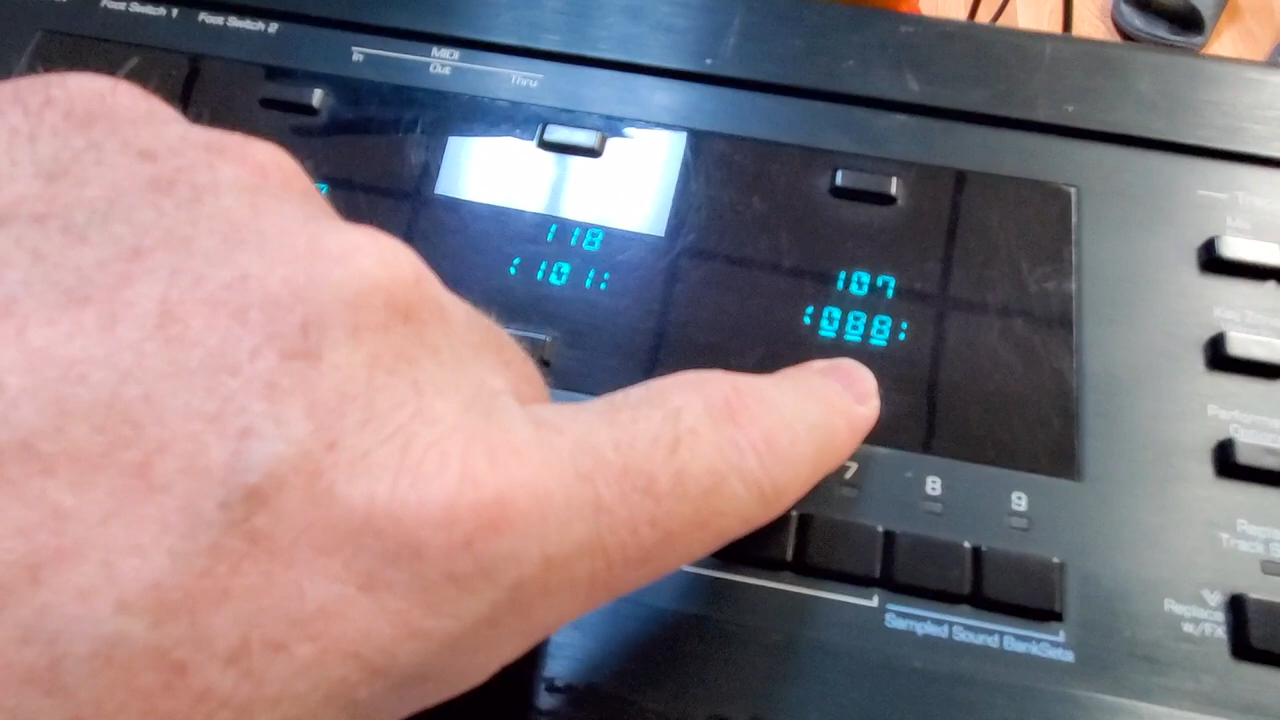 Foot Switch 1
Foot Switch 2
MIDI
In Out Thru
118
<101>
107
<088>
7 8 9
Sampled Sound BankSets
Replace
w/FX